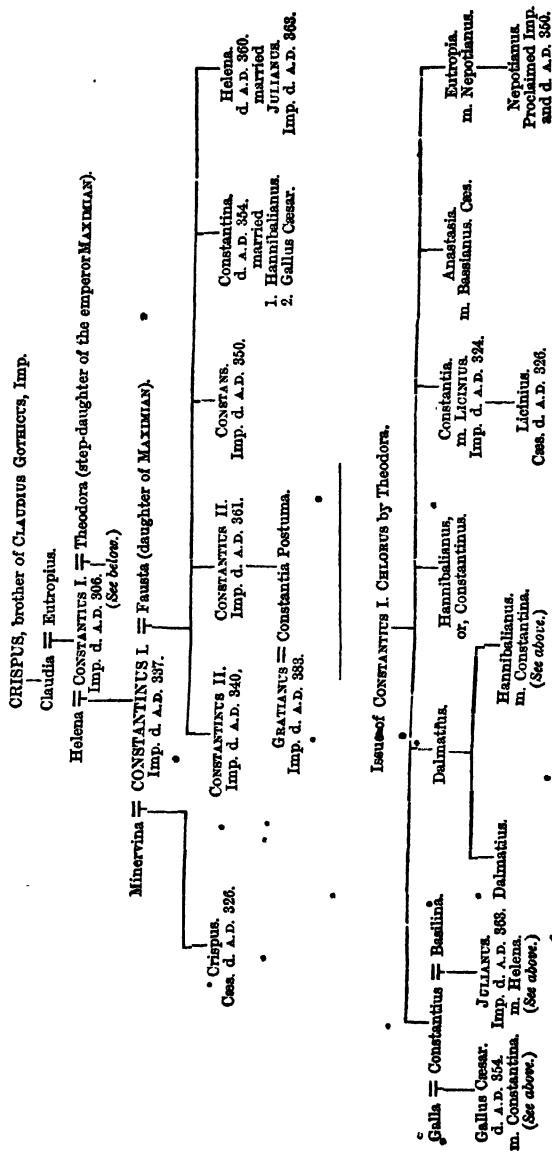 CRISPUS, brother of CLAUDIUS GOTHICUS, Imp.
Claudia = Eutropius.
Helena = CONSTANTIUS I. = Theodora (step-daughter of the emperor MAXIMIAN).
Imp. d. A.D. 306. (See below.)
Minervina = CONSTANTINUS I. = Fausta (daughter of MAXIMIAN).
Imp. d. A.D. 337.
Crispus.
Cæs. d. A.D. 326.
CONSTANTINUS II.
Imp. d. A.D. 340,
CONSTANTIUS II.
Imp. d. A.D. 361.
CONSTANS.
Imp. d. A.D. 350.
Constantina.
d. A.D. 354.
married
1. Hannibalianus.
2. Gallus Cæsar.
Helena.
d. A.D. 360.
married
JULIANUS.
Imp. d. A.D. 363.
GRATIANUS = Constantia Postuma.
Imp. d. A.D. 383.
Issue of CONSTANTIUS I. CHLORUS by Theodora.
Galla = Constantius = Basilina.
Dalmatius.
Hannibalianus,
or, Constantinus.
Constantia.
m. LICINIUS.
Imp. d. A.D. 324.
Anastasia.
m. Bassianus. Cæs.
Eutropia.
m. Nepotianus.
Gallus Cæsar.
d. A.D. 354.
m. Constantina.
(See above.)
JULIANUS.
Imp. d. A.D. 363.
m. Helena.
(See above.)
Dalmatius.
Hannibalianus.
m. Constantina.
(See above.)
Licinius.
Cæs. d. A.D. 326.
Nepotianus.
Proclaimed Imp.
and d. A.D. 350.